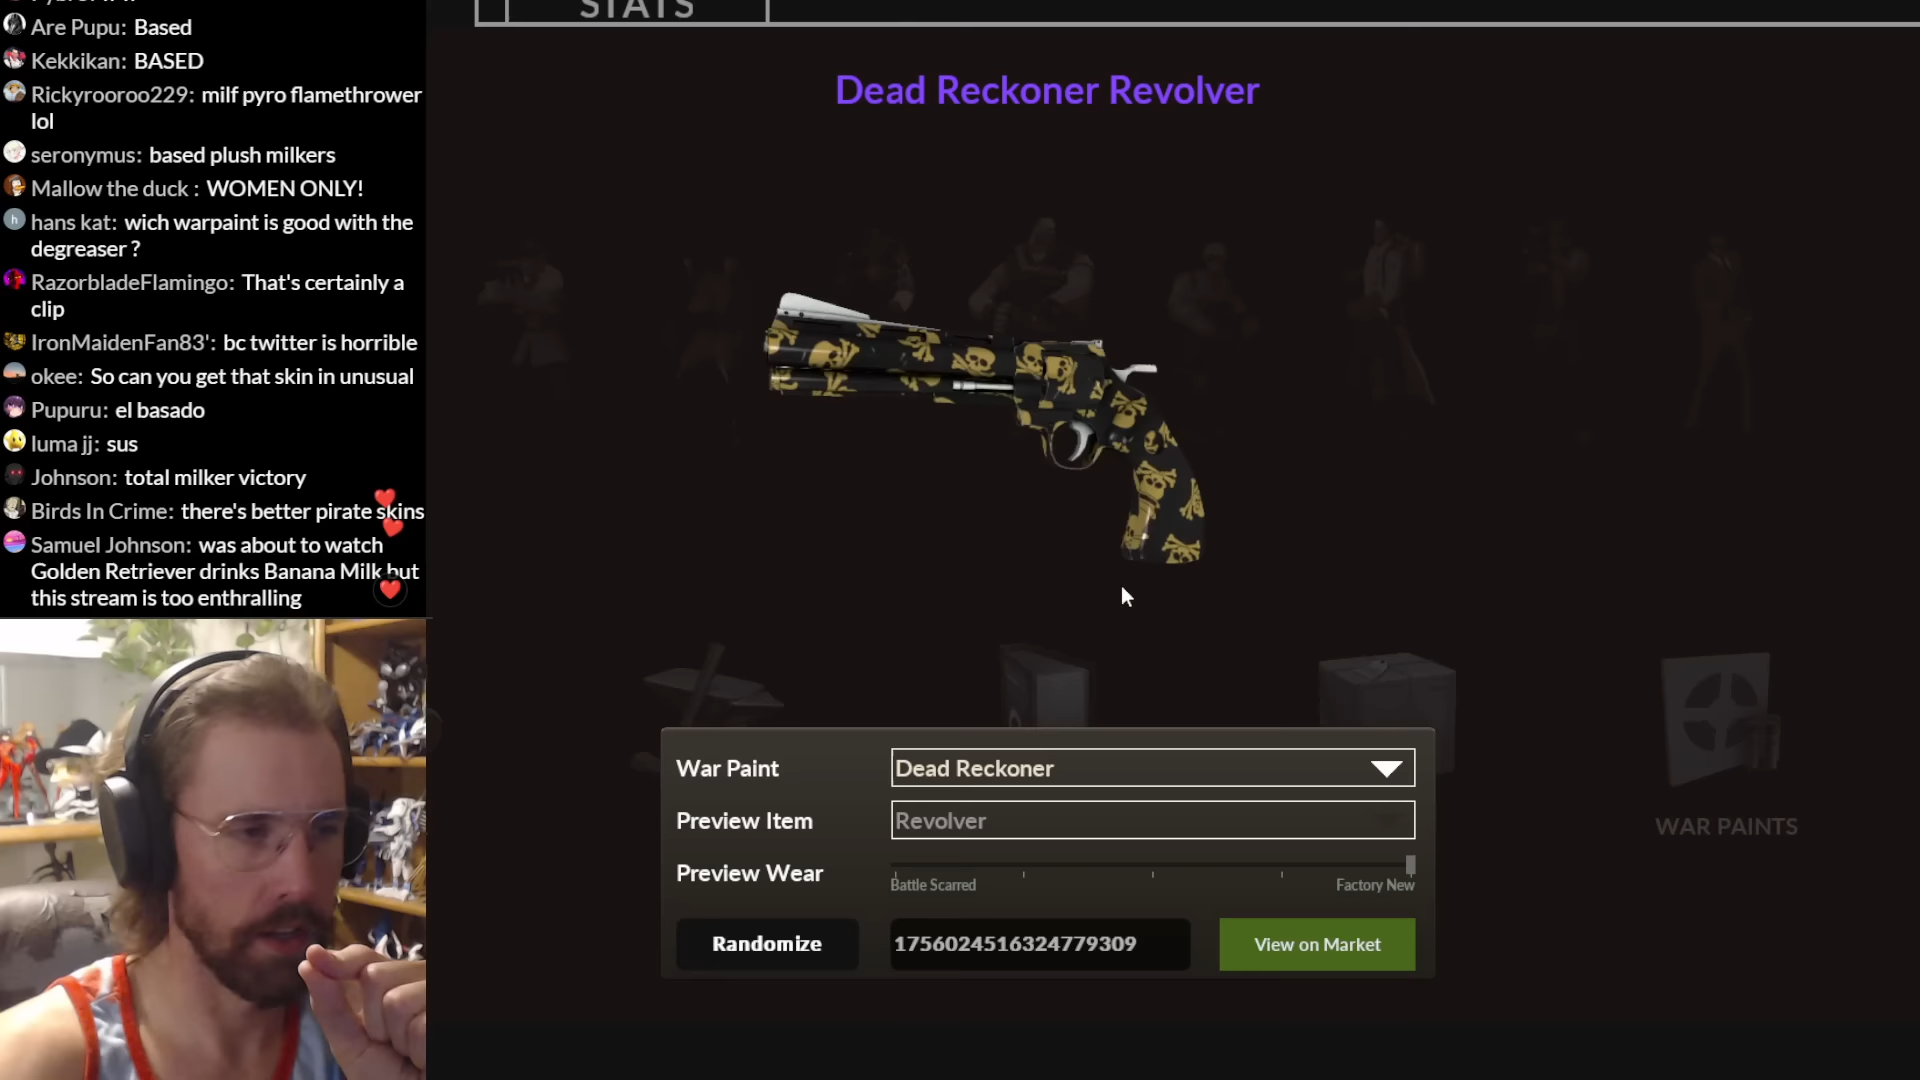 STATS
Are Pupu: Based
Kekkikan: BASED
Rickyrooroo229: milf pyro flamethrower
lol
seronymus: based plush milkers
Mallow the duck : WOMEN ONLY!
h hans kat: wich warpaint is good with the
degreaser ?
RazorbladeFlamingo: That's certainly a
clip
IronMaidenFan83': bc twitter is horrible
okee: So can you get that skin in unusual
Pupuru: el basado
luma jj: sus
Johnson: total milker victory
Birds In Crime: there's better pirate skins
Samuel Johnson: was about to watch
Golden Retriever drinks Banana Milk but
this stream is too enthralling
Dead Reckoner Revolver
War Paint Dead Reckoner
Preview Item Revolver
Preview Wear
Battle Scarred Factory New
Randomize 1756024516324779309 View on Market
WAR PAINTS